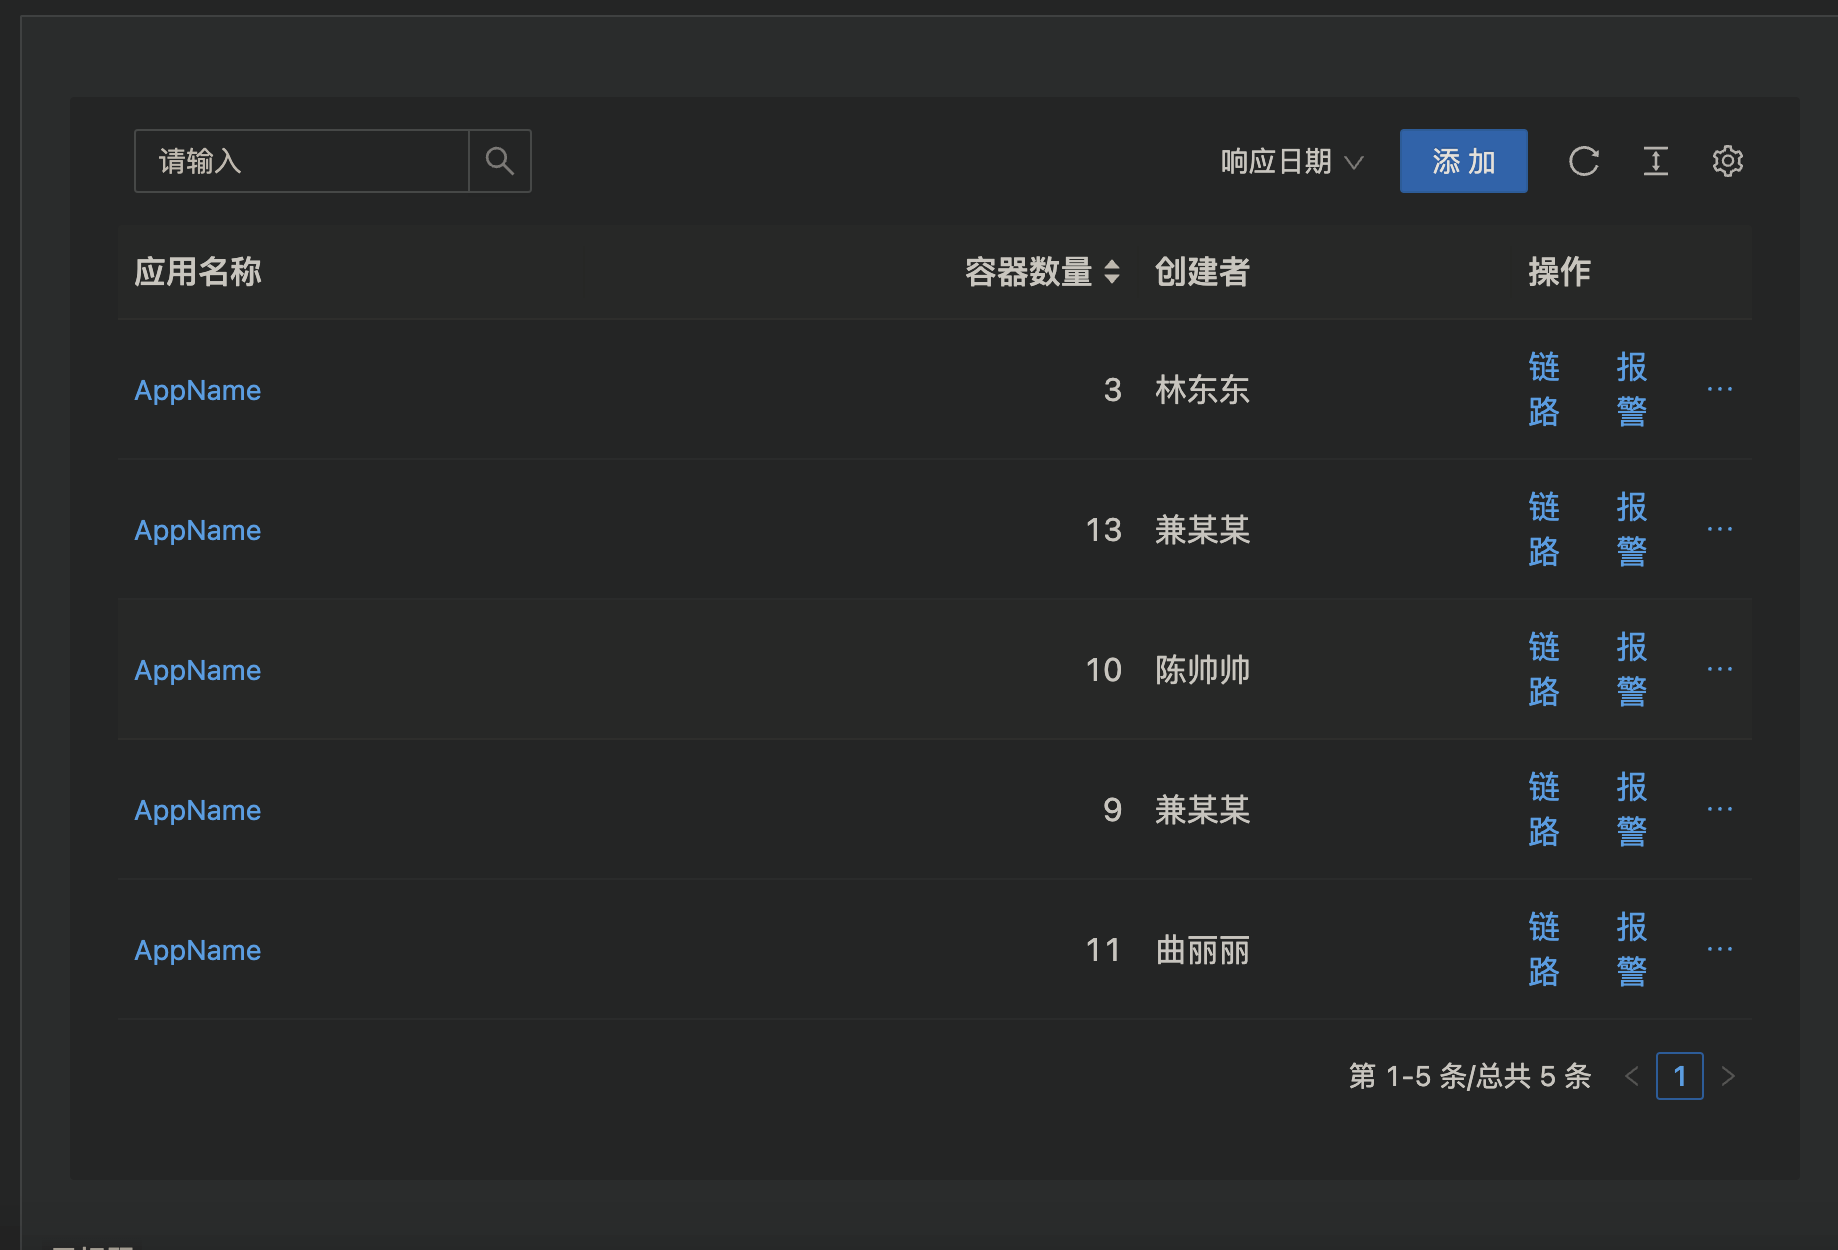 请输入 响应日期 添 加
应用名称 容器数量 创建者 操作
AppName 3 林东东 链路 报警 ···
AppName 13 兼某某 链路 报警 ···
AppName 10 陈帅帅 链路 报警 ···
AppName 9 兼某某 链路 报警 ···
AppName 11 曲丽丽 链路 报警 ···
第 1-5 条/总共 5 条 < 1 >